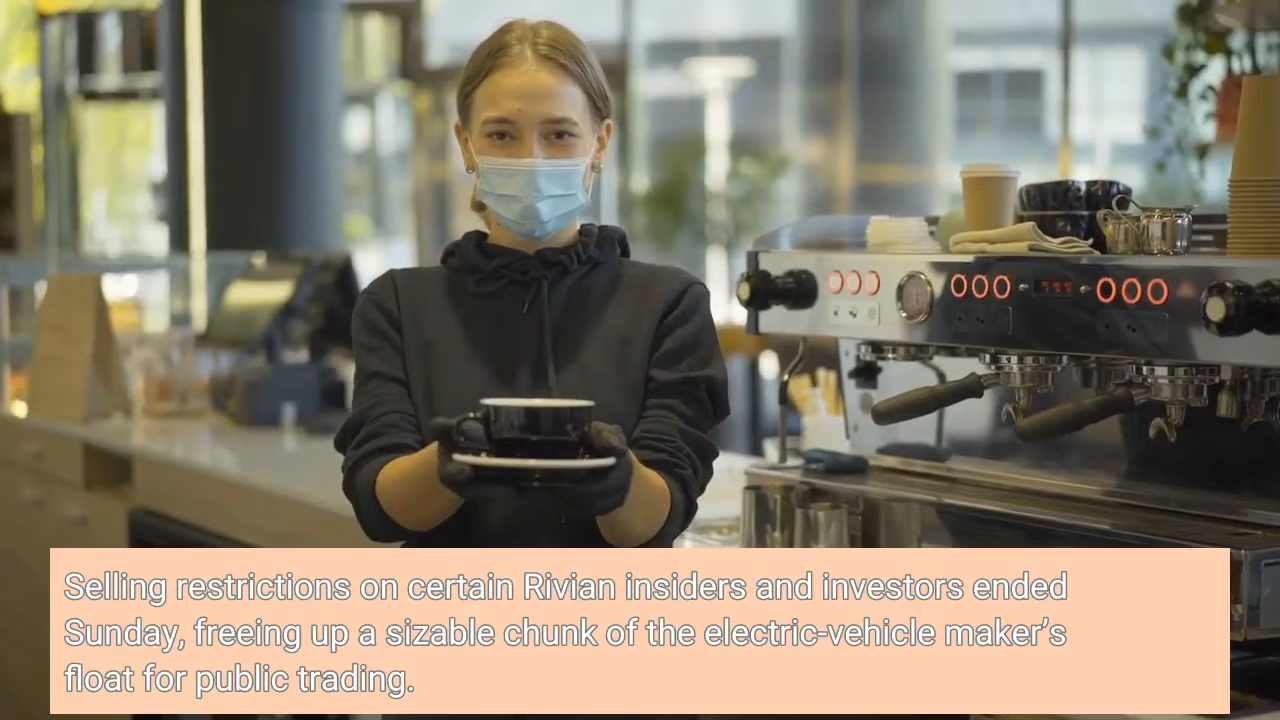 Selling restrictions on certain Rivian insiders and investors ended
Sunday, freeing up a sizable chunk of the electric-vehicle maker’s
float for public trading.